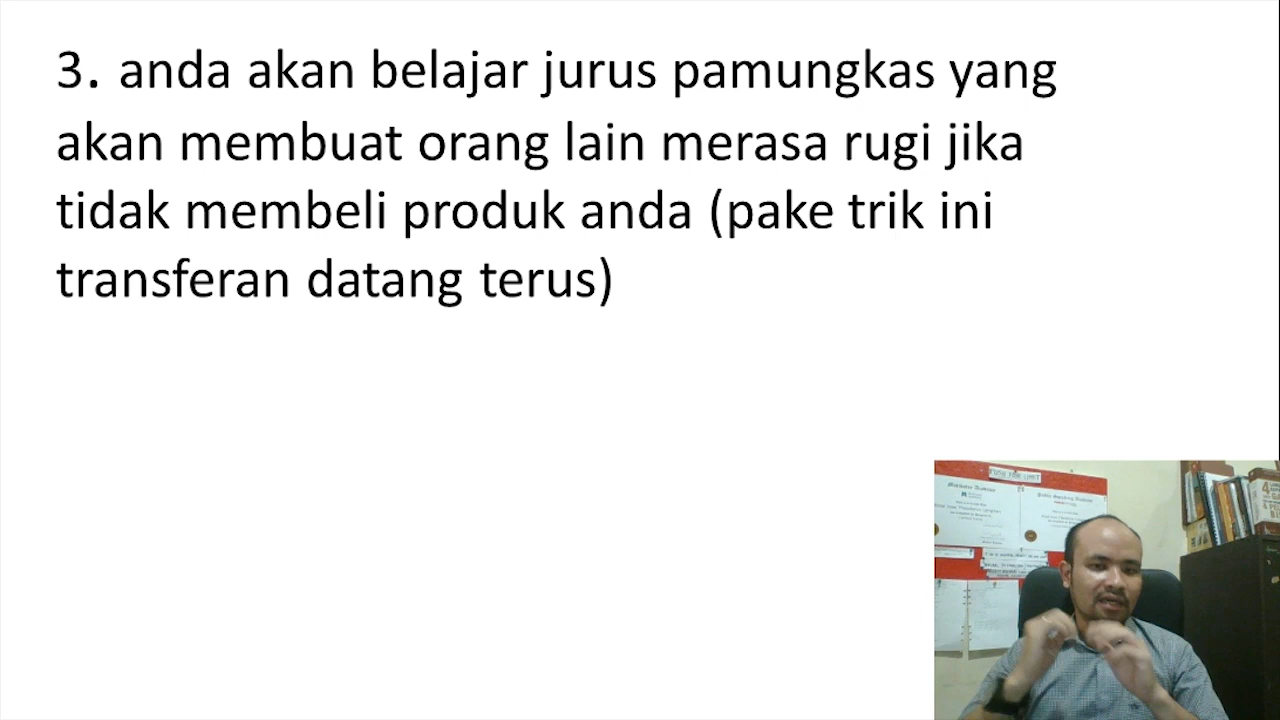 3. anda akan belajar jurus pamungkas yang
akan membuat orang lain merasa rugi jika
tidak membeli produk anda (pake trik ini
transferan datang terus)